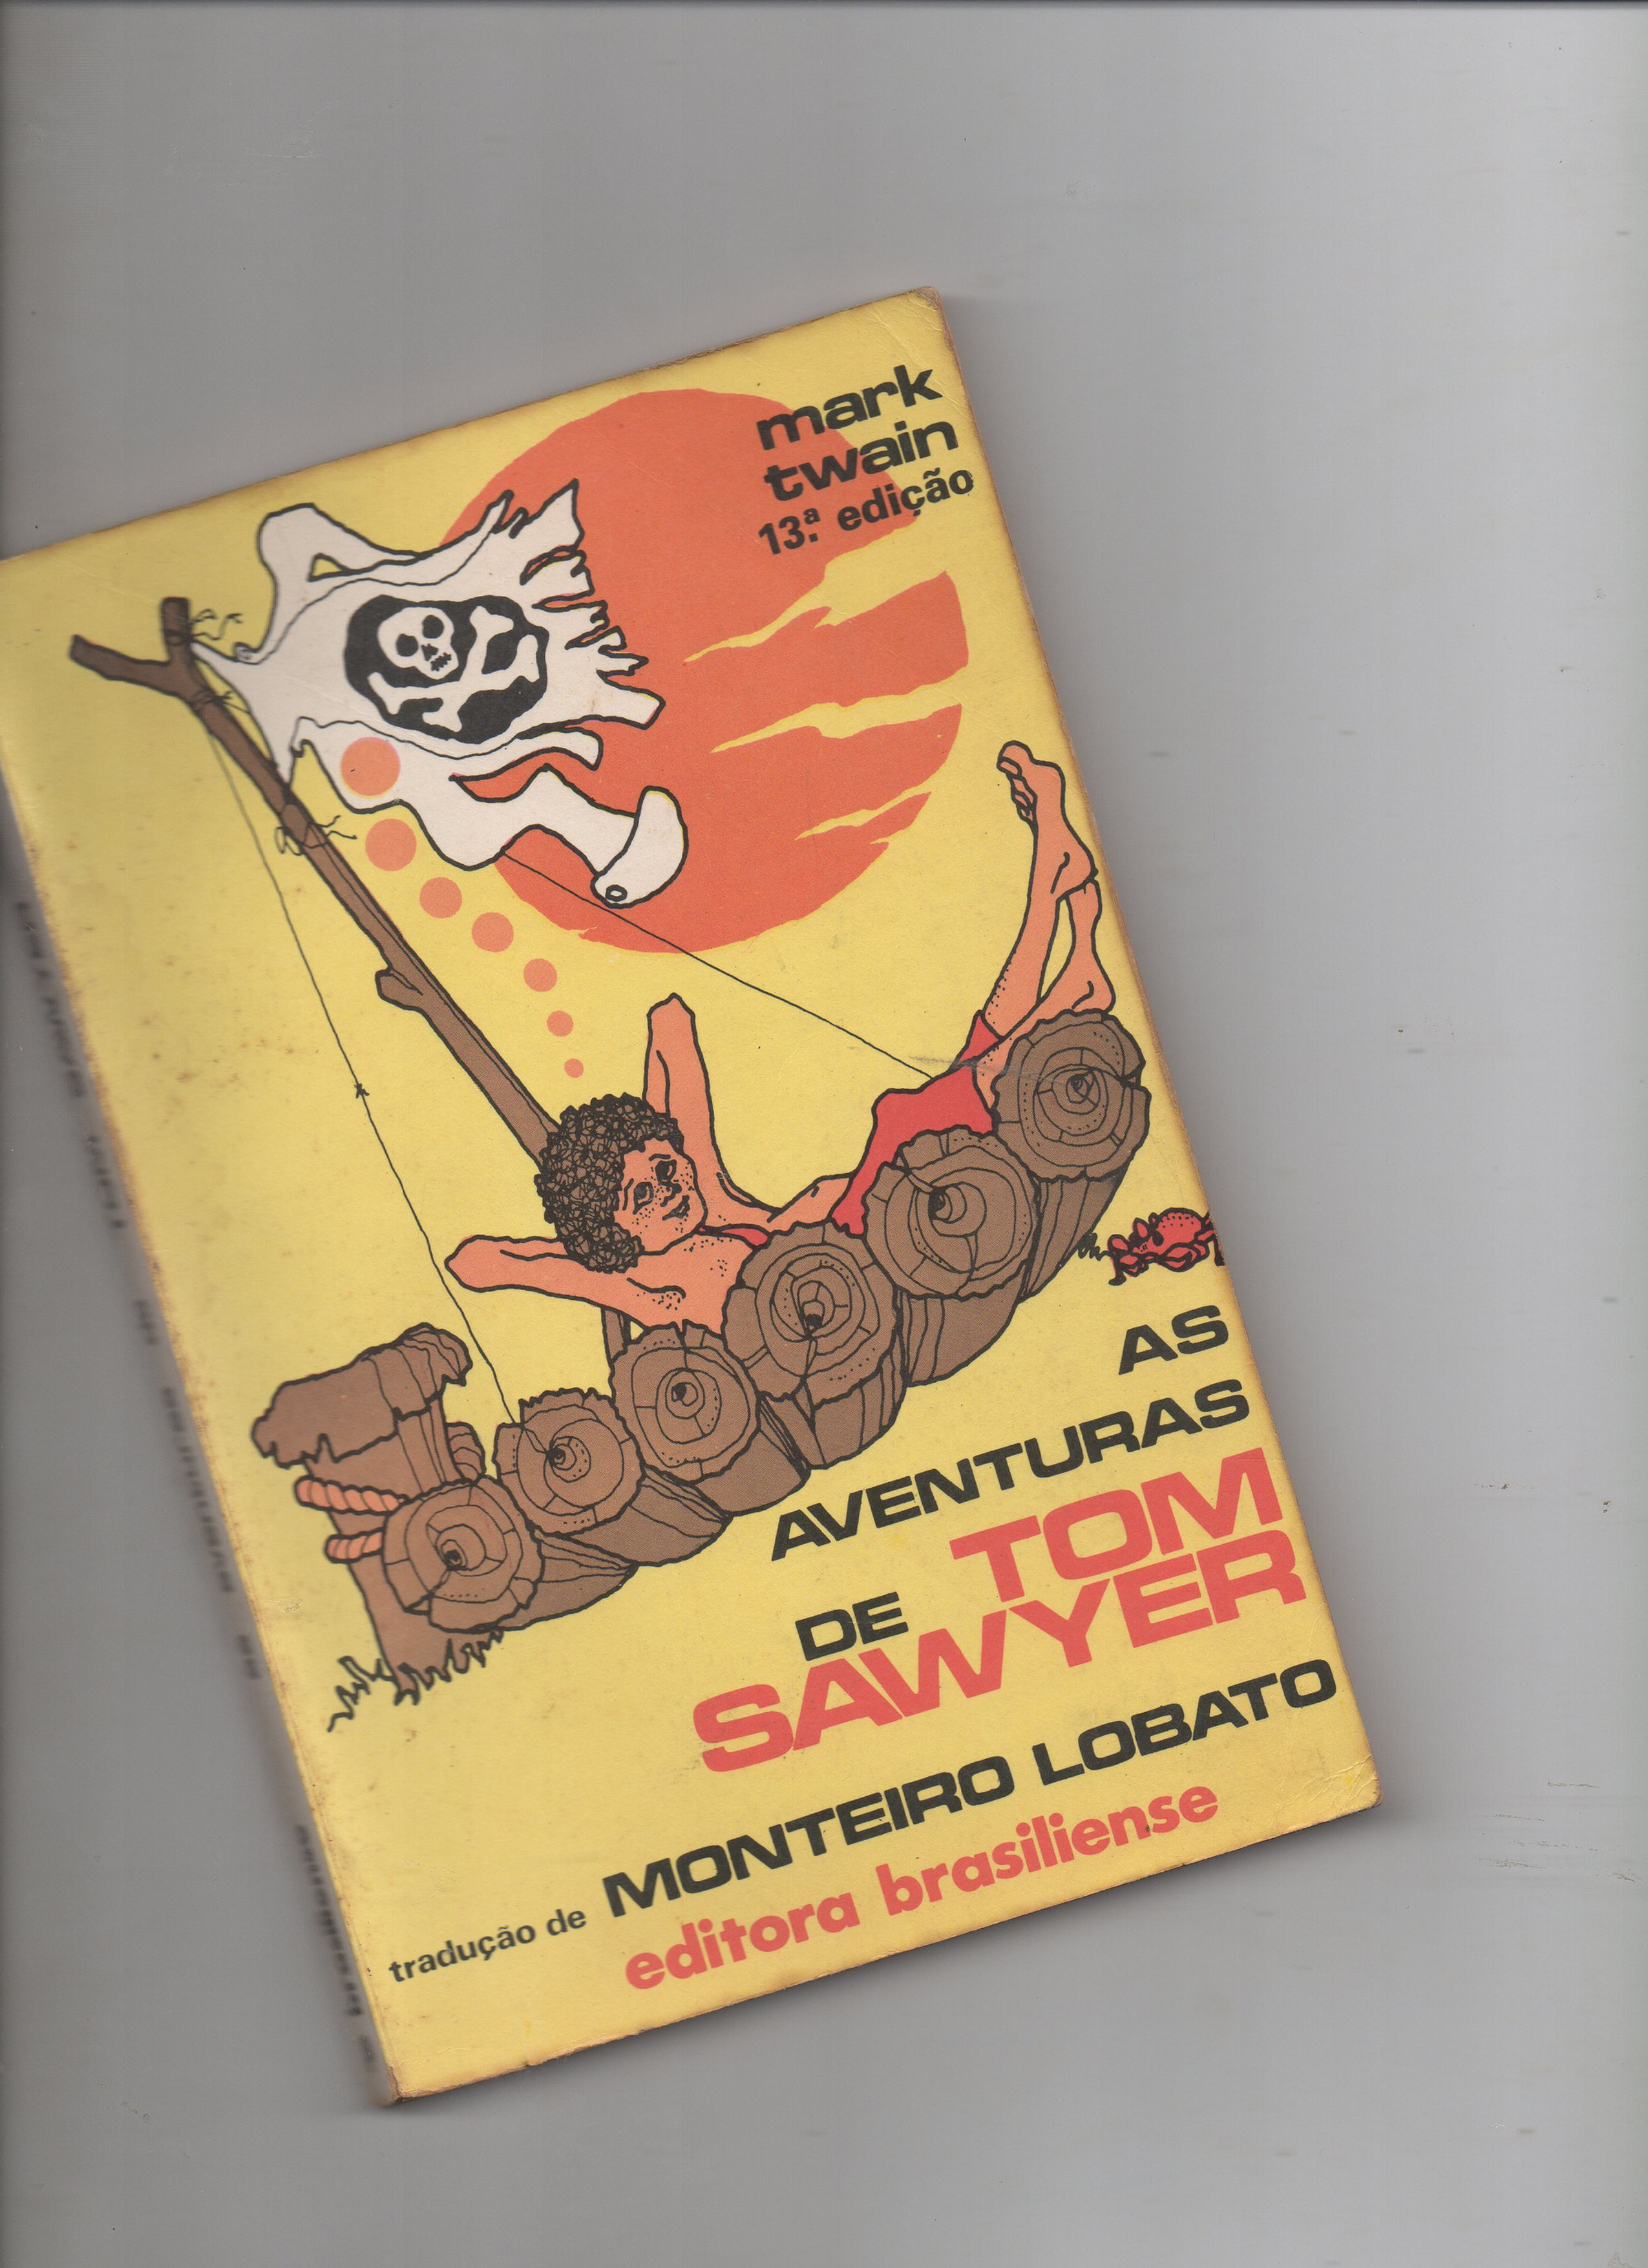 mark
twain
13ª edição
AS
AVENTURAS
DE TOM
SAWYER
tradução de MONTEIRO LOBATO
editora brasiliense